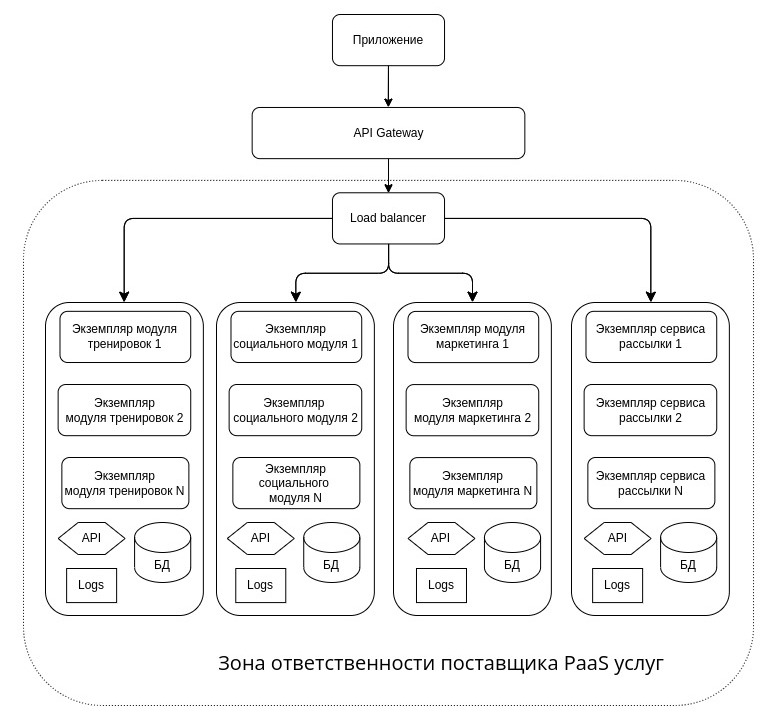 Приложение
API Gateway
Load balancer
Экземпляр модуля
тренировок 1
Экземпляр
модуля тренировок 2
Экземпляр
модуля тренировок N
API
БД
Logs
Экземпляр
социального модуля 1
Экземпляр
социального модуля 2
Экземпляр
социального
модуля N
API
БД
Logs
Экземпляр модуля
маркетинга 1
Экземпляр
модуля маркетинга 2
Экземпляр
модуля маркетинга N
API
БД
Logs
Экземпляр сервиса
рассылки 1
Экземпляр сервиса
рассылки 2
Экземпляр сервиса
рассылки N
API
БД
Logs
Зона ответственности поставщика PaaS услуг